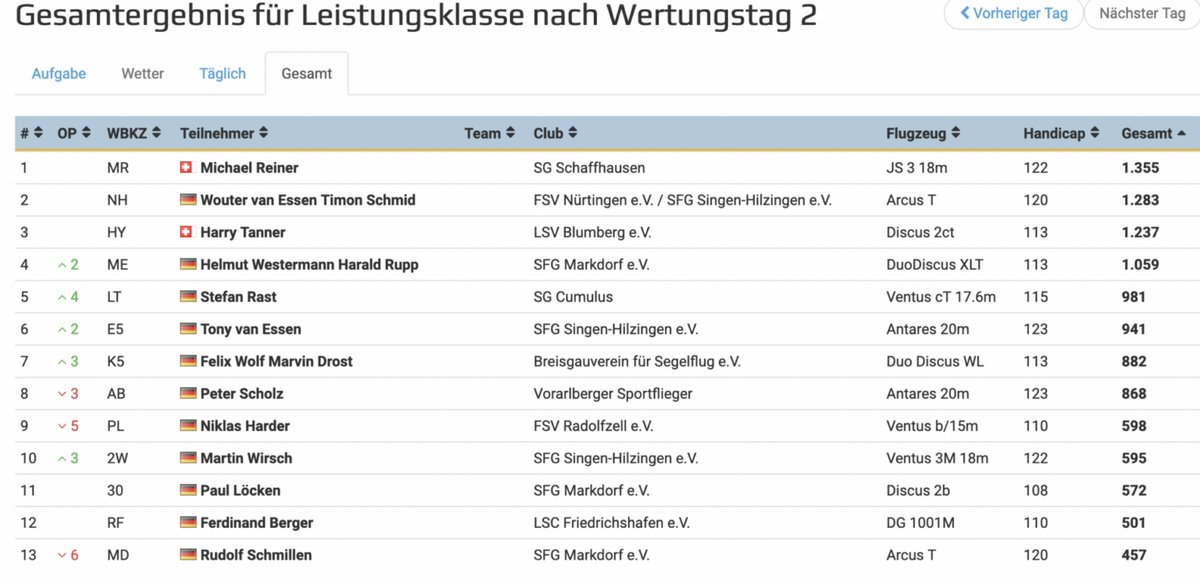 Gesamtergebnis für Leistungsklasse nach Wertungstag 2
Vorheriger Tag Nächster Tag
Aufgabe Wetter Täglich Gesamt
# OP WBKZ Teilnehmer Team Club Flugzeug Handicap Gesamt
1 MR Michael Reiner SG Schaffhausen JS 3 18m 122 1.355
2 NH Wouter van Essen Timon Schmid FSV Nürtingen e.V. / SFG Singen-Hilzingen e.V. Arcus T 120 1.283
3 HY Harry Tanner LSV Blumberg e.V. Discus 2ct 113 1.237
4 2 ME Helmut Westermann Harald Rupp SFG Markdorf e.V. DuoDiscus XLT 113 1.059
5 4 LT Stefan Rast SG Cumulus Ventus cT 17.6m 115 981
6 2 E5 Tony van Essen SFG Singen-Hilzingen e.V. Antares 20m 123 941
7 3 K5 Felix Wolf Marvin Drost Breisgauverein für Segelflug e.V. Duo Discus WL 113 882
8 3 AB Peter Scholz Vorarlberger Sportflieger Antares 20m 123 868
9 5 PL Niklas Harder FSV Radolfzell e.V. Ventus b/15m 110 598
10 3 2W Martin Wirsch SFG Singen-Hilzingen e.V. Ventus 3M 18m 122 595
11 30 Paul Löcken SFG Markdorf e.V. Discus 2b 108 572
12 RF Ferdinand Berger LSC Friedrichshafen e.V. DG 1001M 110 501
13 6 MD Rudolf Schmillen SFG Markdorf e.V. Arcus T 120 457